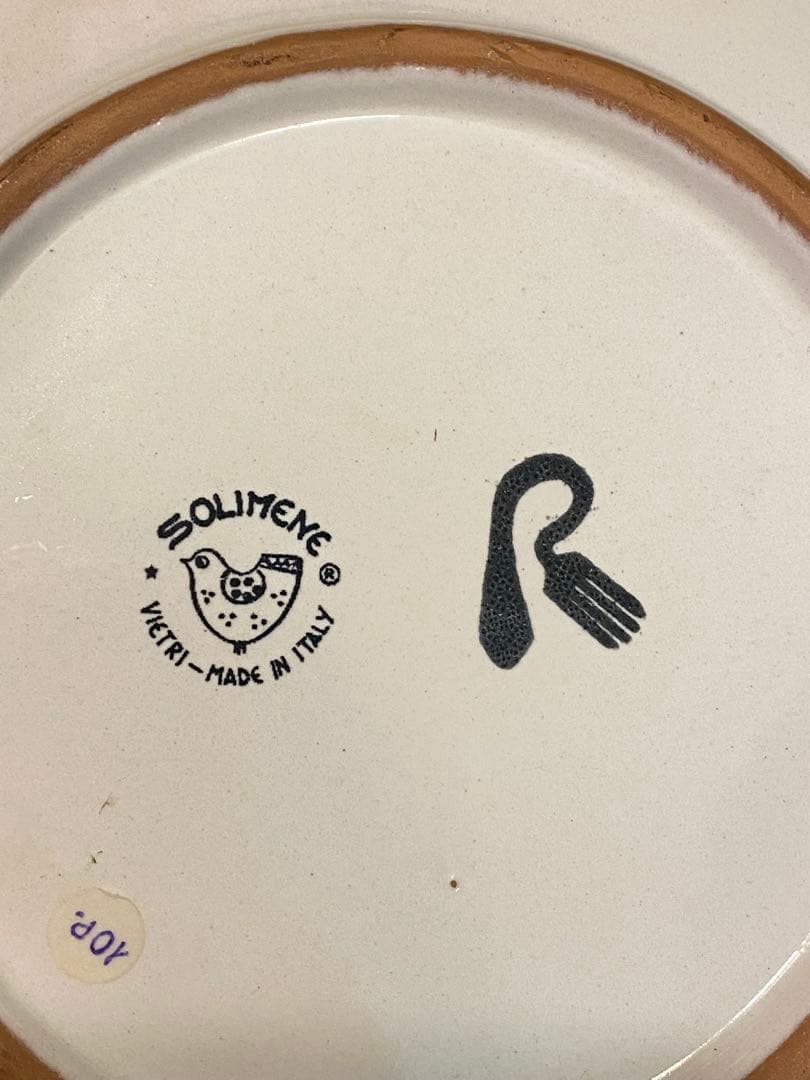 SOLIMENE
®
VIETRI – MADE IN ITALY
R
10P.